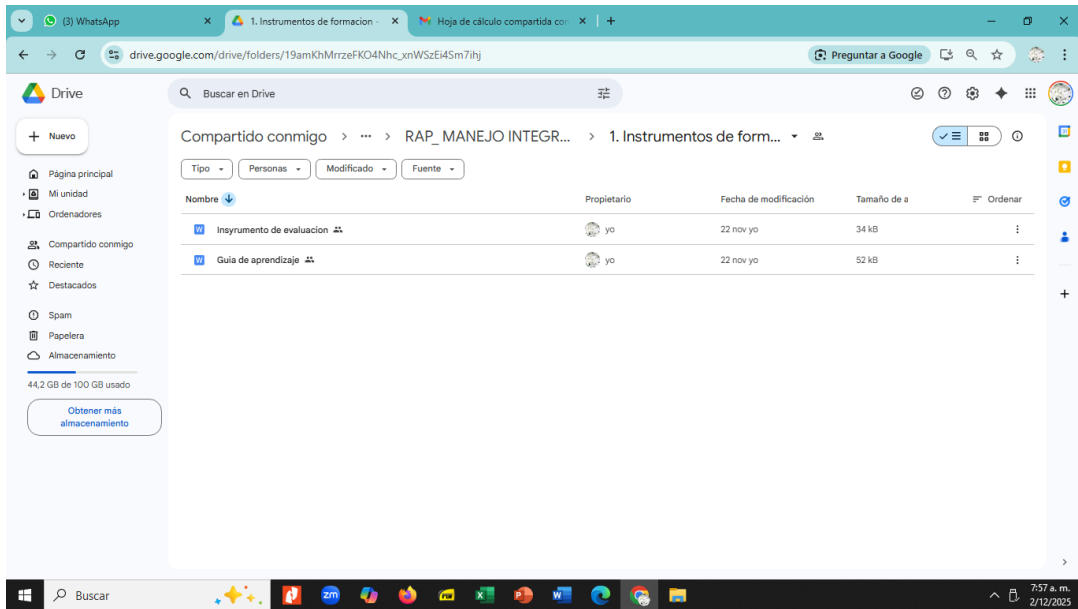 (3) WhatsApp
1. Instrumentos de formacion -
Hoja de cálculo compartida con
drive.google.com/drive/folders/19amKhMrrzeFKO4Nhc_xnWSzEi4Sm7ihj
Preguntar a Google
Drive
Buscar en Drive
Nuevo
Compartido conmigo > ... > RAP_MANEJO INTEGR... > 1. Instrumentos de form...
Tipo
Personas
Modificado
Fuente
Página principal
Mi unidad
Ordenadores
Compartido conmigo
Reciente
Destacados
Spam
Papelera
Almacenamiento
44,2 GB de 100 GB usado
Obtener más
almacenamiento
Nombre Propietario Fecha de modificación Tamaño de a Ordenar
Insyrumento de evaluacion yo 22 nov yo 34 kB
Guia de aprendizaje yo 22 nov yo 52 kB
Buscar
zm
7:57 a. m.
2/12/2025